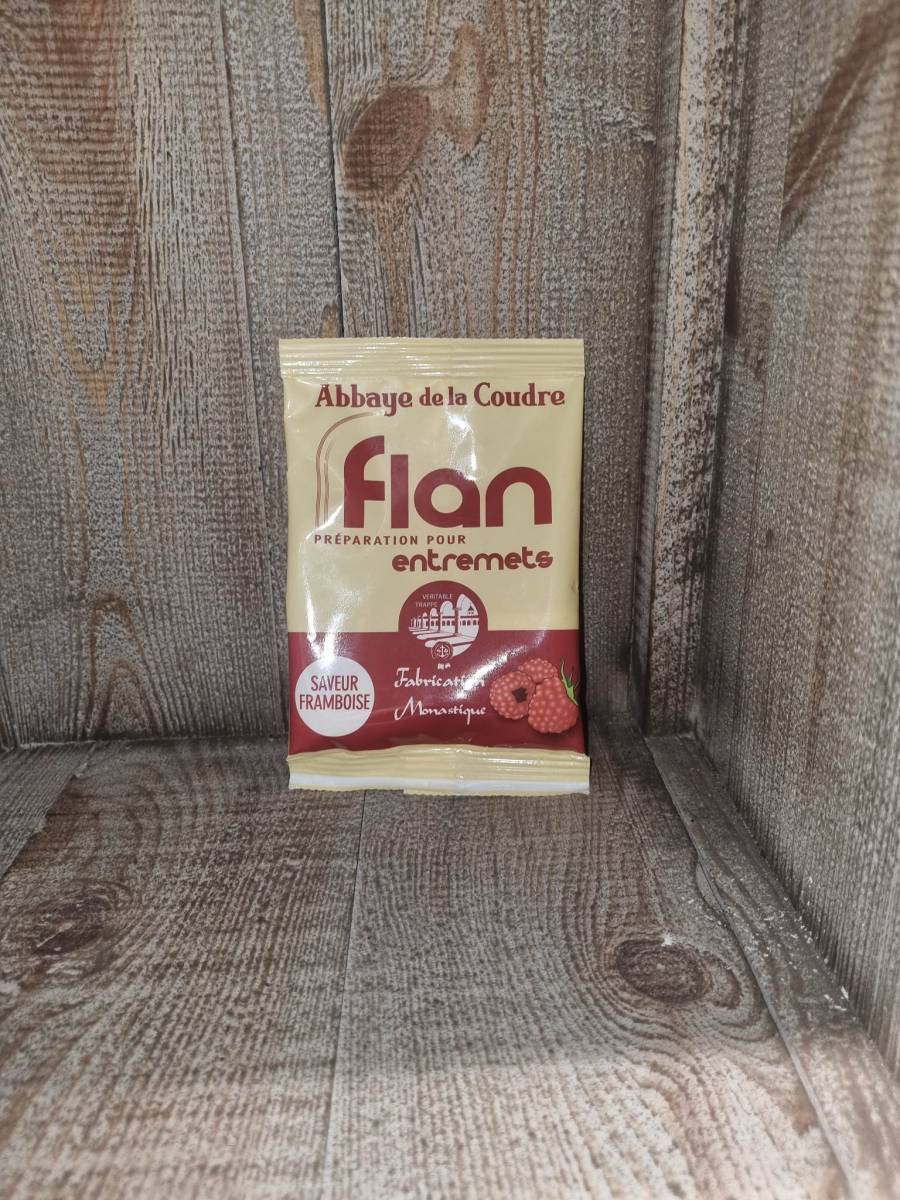 Abbaye de la Coudre
flan
PRÉPARATION POUR
entremets
VERITABLE
TRAPPE
SAVEUR
FRAMBOISE
Fabrication
Monastique